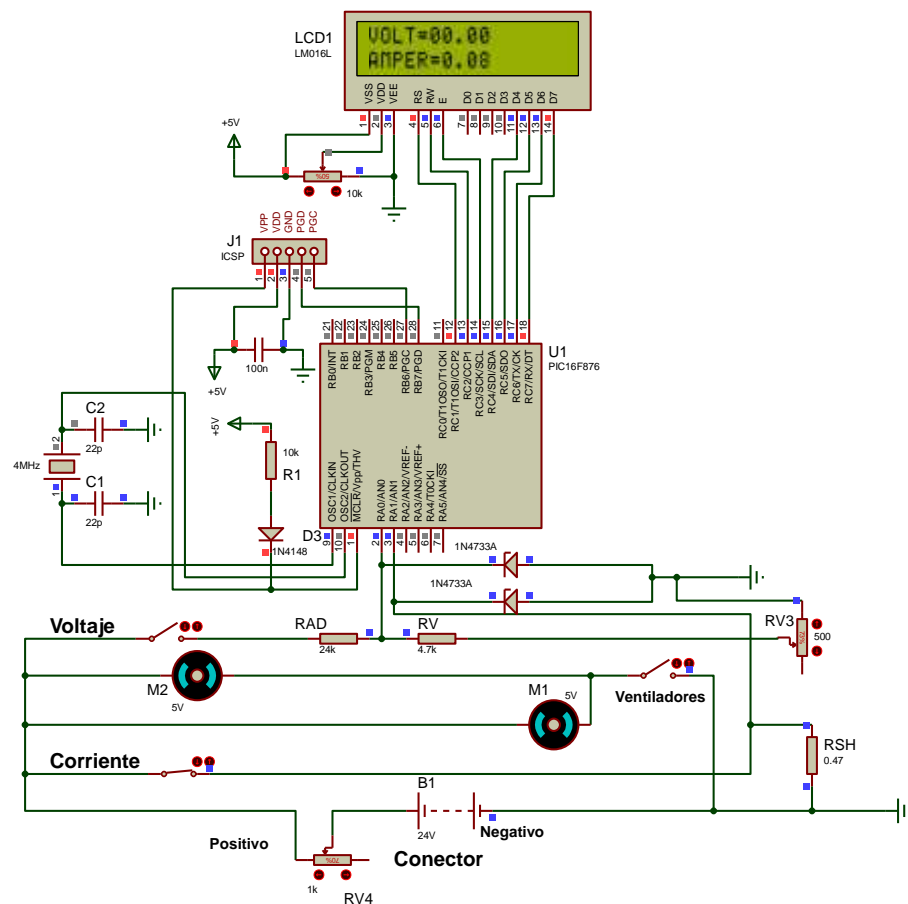 LCD1
LM016L
VOLT=00.00
AMPER=0.08
VSS VDD VEE RS RW E D0 D1 D2 D3 D4 D5 D6 D7
1 2 3 4 5 6 7 8 9 10 11 12 13 14
+5V
50%
10k
VPP VDD GND PGD PGC
J1
ICSP
1 2 3 4 5
+5V
100n
21 22 23 24 25 26 27 28 11 12 13 14 15 16 17 18
RB0/INT
RB1
RB2
RB3/PGM
RB4
RB5
RB6/PGC
RB7/PGD
RC0/T1OSO/T1CKI
RC1/T1OSI/CCP2
RC2/CCP1
RC3/SCK/SCL
RC4/SDI/SDA
RC5/SDO
RC6/TX/CK
RC7/RX/DT
U1
PIC16F876
OSC1/CLKIN
OSC2/CLKOUT
MCLR/Vpp/THV
RA0/AN0
RA1/AN1
RA2/AN2/VREF-
RA3/AN3/VREF+
RA4/T0CKI
RA5/AN4/SS
9 10 1 2 3 4 5 6 7
C2
22p
4MHz
2
1
C1
22p
+5V
10k
R1
D3
1N4148
1N4733A
1N4733A
Voltaje
RAD
24k
RV
4.7k
RV3
72%
500
M2
5V
M1
5V
Ventiladores
Corriente
RSH
0.47
B1
24V
Negativo
Positivo
Conector
70%
1k
RV4